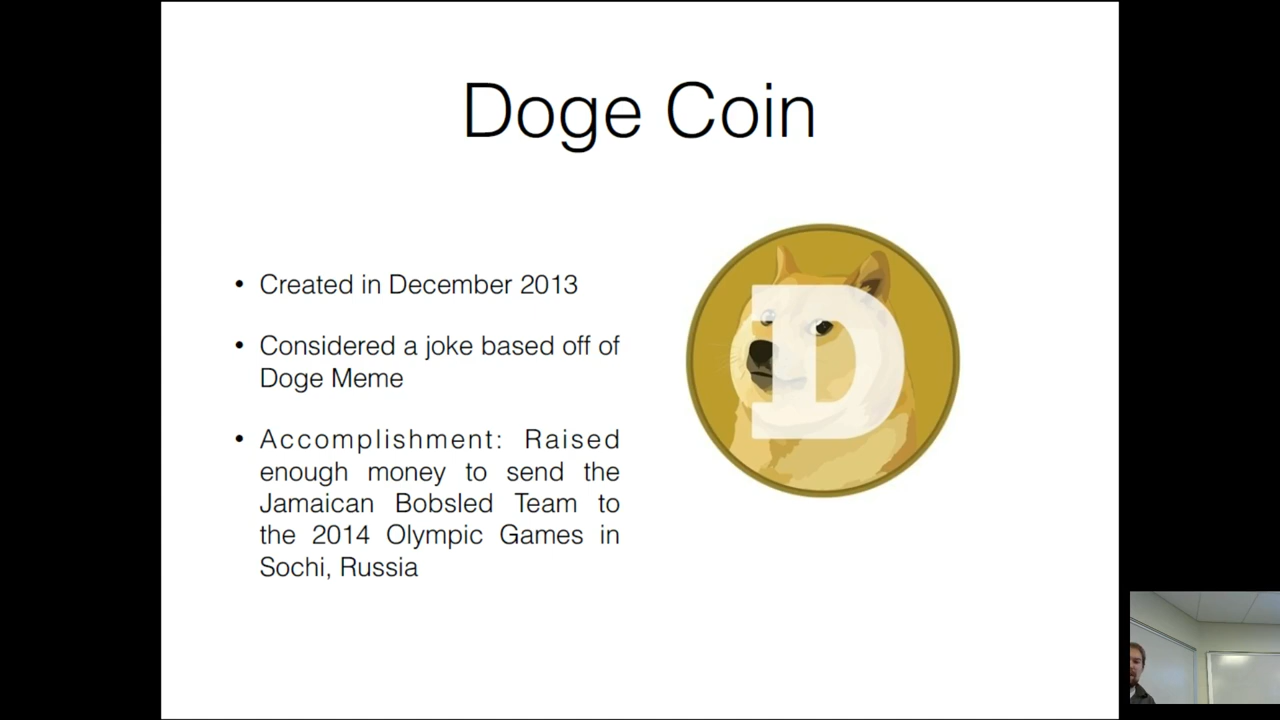 Doge Coin
• Created in December 2013
• Considered a joke based off of
Doge Meme
• Accomplishment: Raised
enough money to send the
Jamaican Bobsled Team to
the 2014 Olympic Games in
Sochi, Russia
D